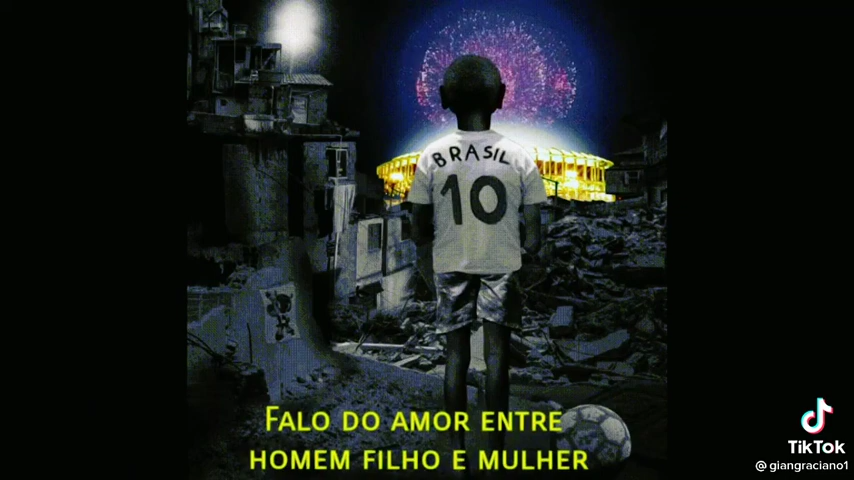 BRASIL
10
FALO DO AMOR ENTRE
HOMEM FILHO E MULHER
TikTok
@giangraciano1